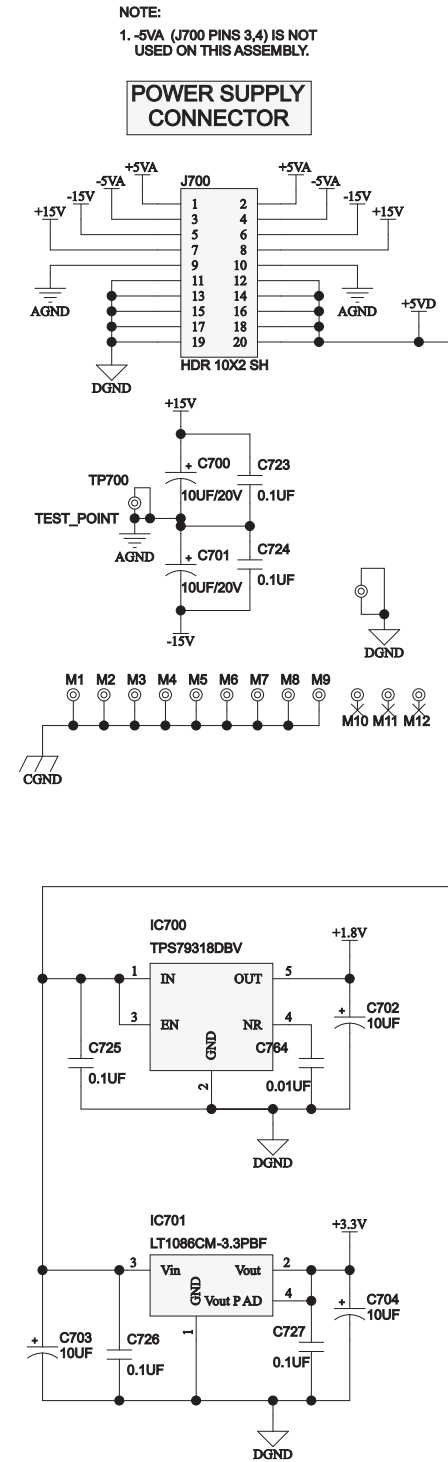 NOTE:
1. -5VA (J700 PINS 3,4) IS NOT
USED ON THIS ASSEMBLY.
POWER SUPPLY
CONNECTOR
+5VA J700 +5VA
-5VA -5VA
-15V -15V
+15V +15V
1 2
3 4
5 6
7 8
9 10
11 12
13 14
15 16
17 18
19 20
AGND AGND
+5VD
DGND
HDR 10X2 SH
+15V
+ C700 C723
10UF/20V 0.1UF
TP700
TEST_POINT
AGND
+ C701 C724
10UF/20V 0.1UF
-15V
DGND
M1 M2 M3 M4 M5 M6 M7 M8 M9
M10 M11 M12
CGND
IC700
TPS79318DBV
+1.8V
1 IN OUT 5
3 EN NR 4
GND
2
+ C702
10UF
C725
0.1UF
C764
0.01UF
DGND
IC701
LT1086CM-3.3PBF
+3.3V
3 Vin Vout 2
GND
Vout PAD 4
1
+ C704
10UF
+ C703
10UF
C726
0.1UF
C727
0.1UF
DGND